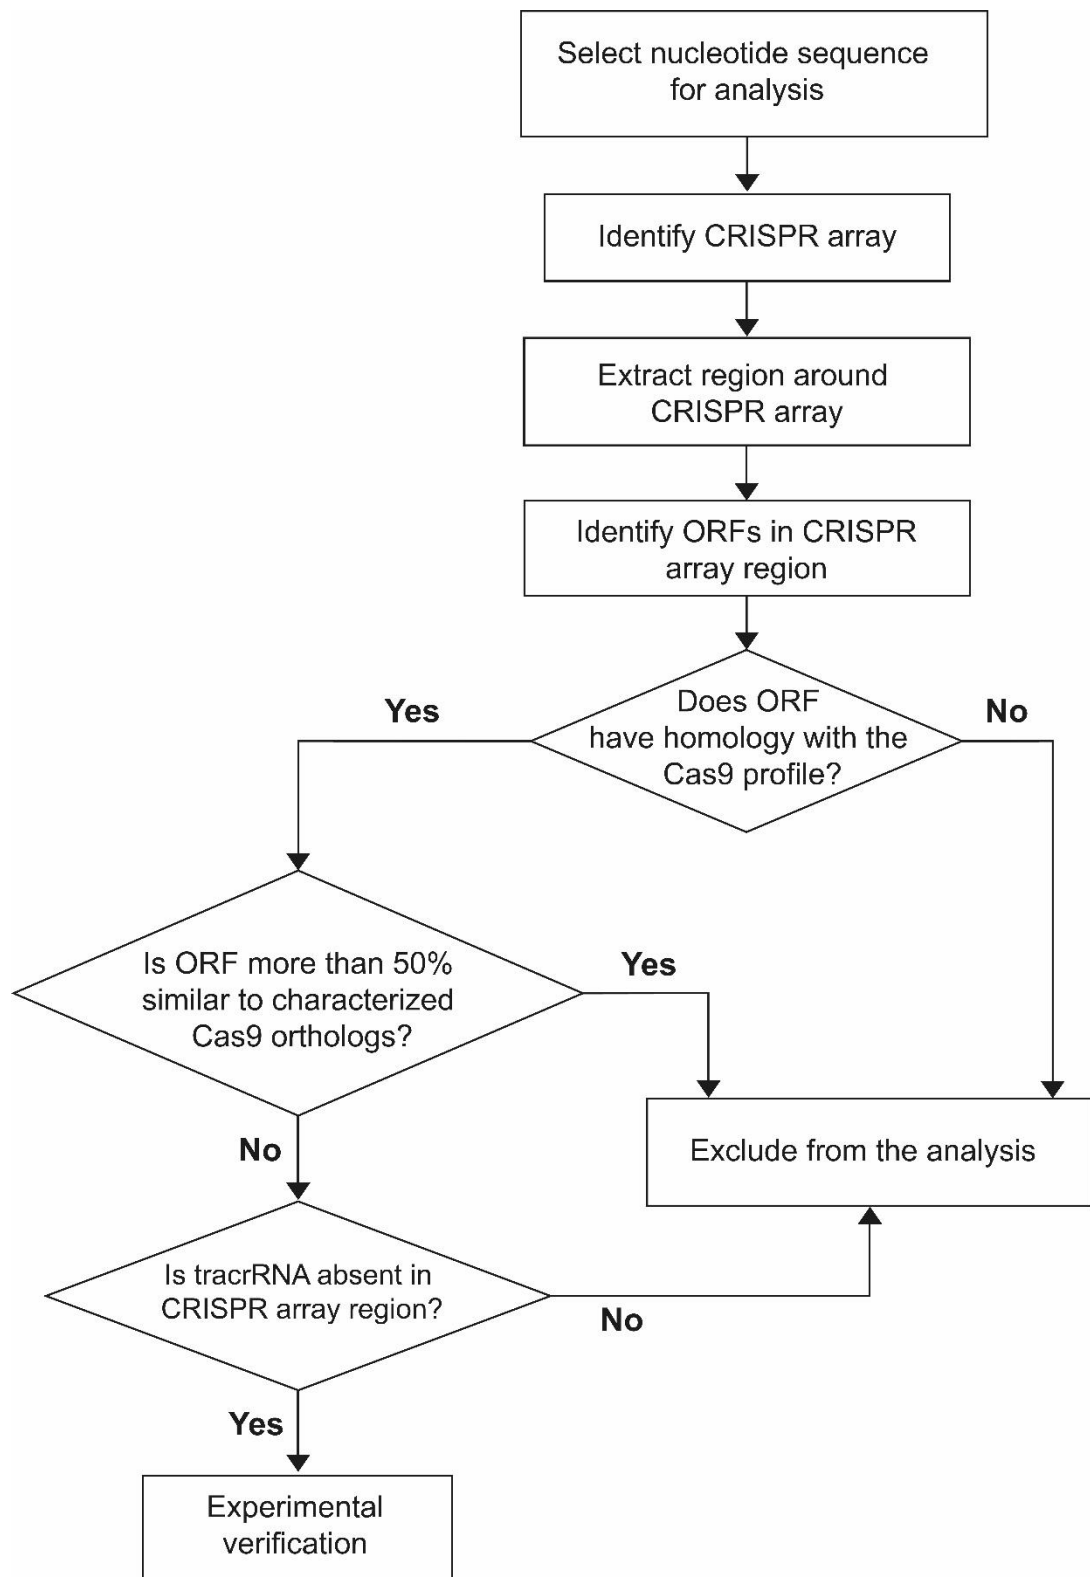 Select nucleotide sequence
for analysis
Identify CRISPR array
Extract region around
CRISPR array
Identify ORFs in CRISPR
array region
Does ORF
have homology with the
Cas9 profile?
Yes
No
Is ORF more than 50%
similar to characterized
Cas9 orthologs?
Yes
No
Exclude from the analysis
Is tracrRNA absent in
CRISPR array region?
No
Yes
Experimental
verification